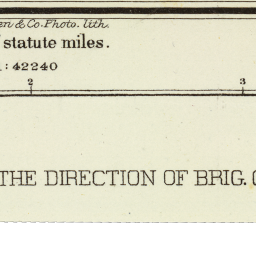 en & Co. Photo. lith.
statute miles.
: 42240
2 3
THE DIRECTION OF BRIG.